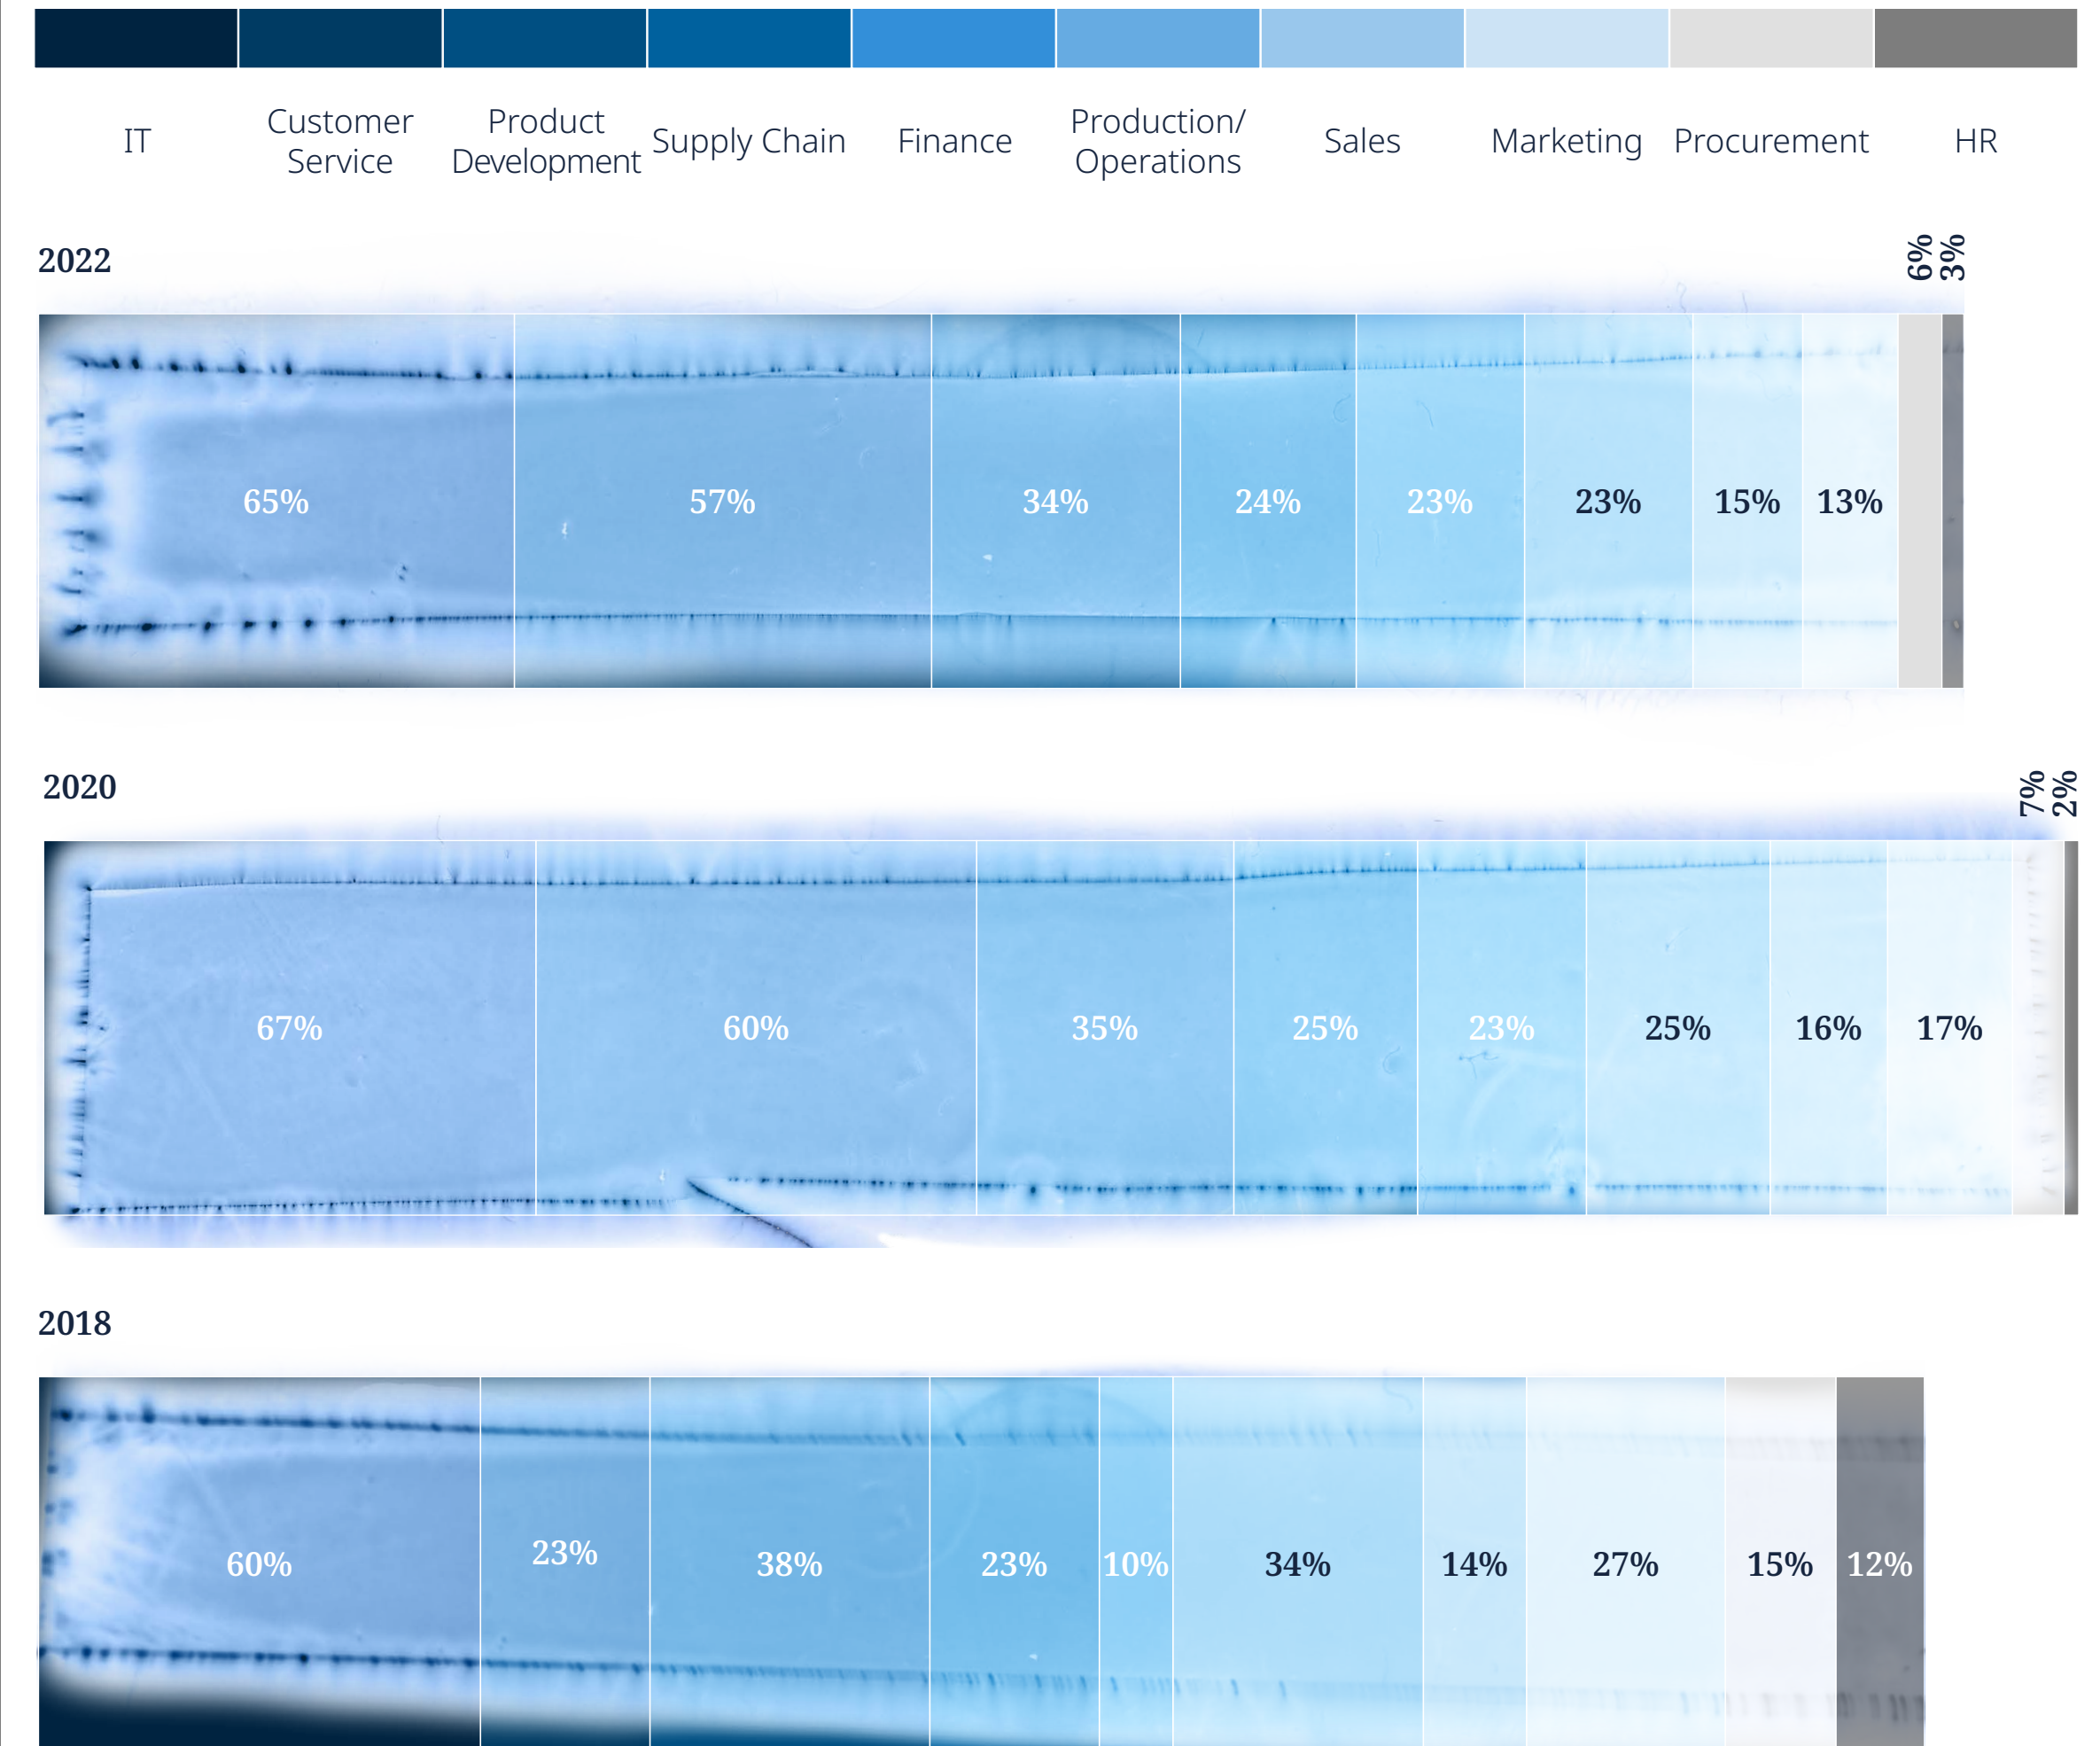 IT
Customer
Service
Product
Development
Supply Chain
Finance
Production/
Operations
Sales
Marketing
Procurement
HR
2022
6%
3%
65%
57%
34%
24%
23%
23%
15%
13%
2020
7%
2%
67%
60%
35%
25%
23%
25%
16%
17%
2018
60%
23%
38%
23%
10%
34%
14%
27%
15%
12%